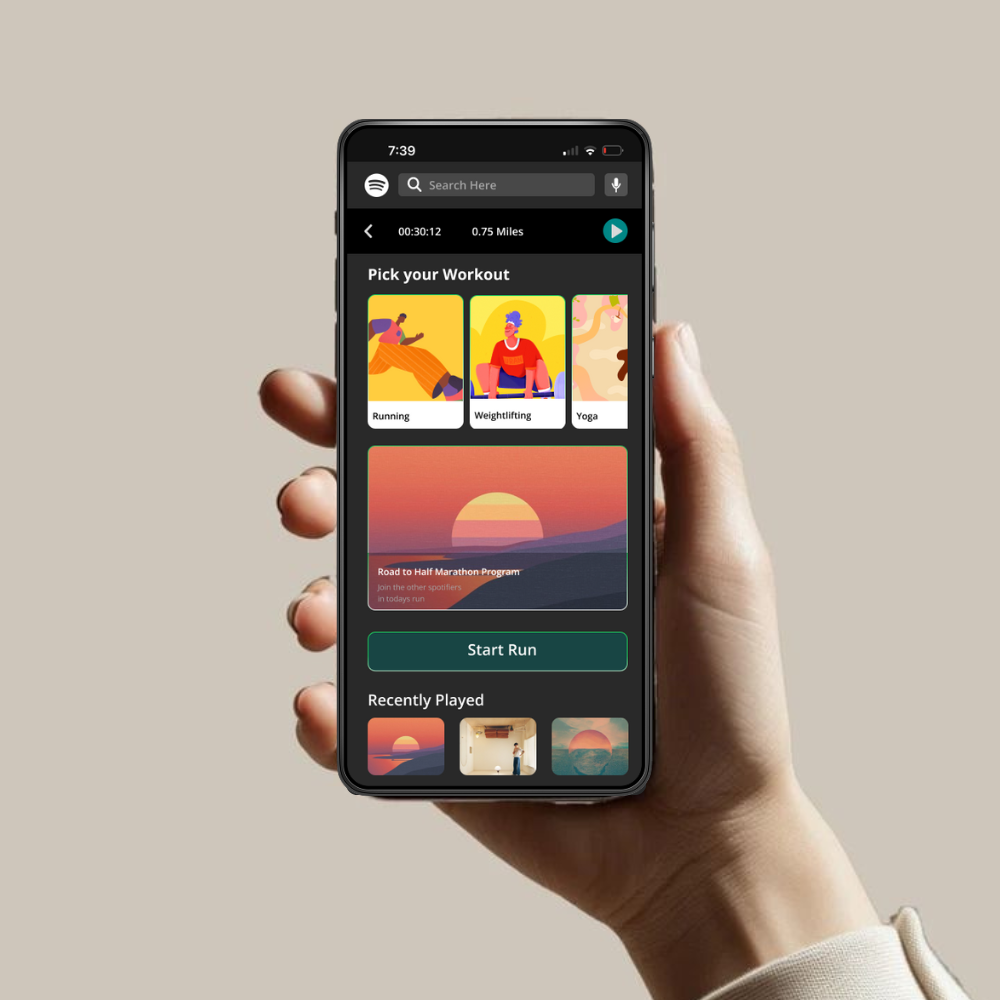 7:39
Search Here
00:30:12 0.75 Miles
Pick your Workout
Running Weightlifting Yoga
Road to Half Marathon Program
Join the other spotifiers
in todays run
Start Run
Recently Played